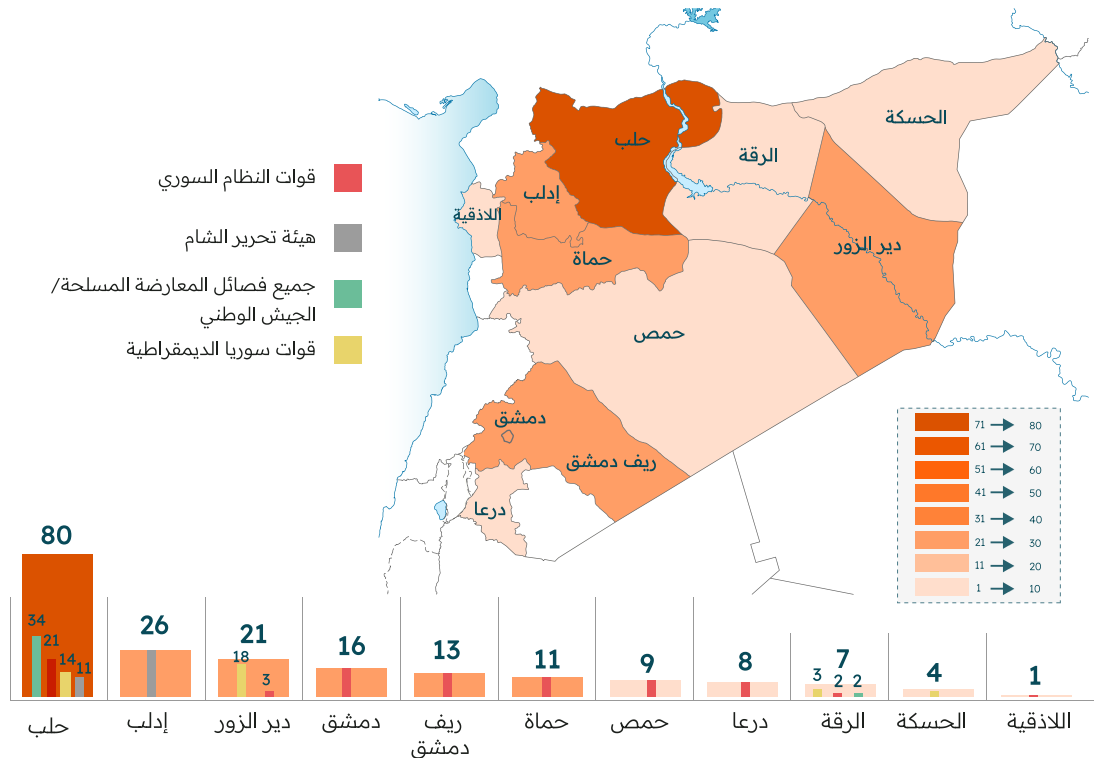 الحسكة
حلب
الرقة
قوات النظام السوري
إدلب
اللاذقية
هيئة تحرير الشام
دير الزور
حماة
جميع فصائل المعارضة المسلحة/
الجيش الوطني
قوات سوريا الديمقراطية
حمص
دمشق
ريف دمشق
درعا
71 80
61 70
51 60
41 50
31 40
21 30
11 20
1 10
80
34
21
14
11
26
21
18
3
16
13
11
9
8
7
3
2
2
4
1
حلب
إدلب
دير الزور
دمشق
ريف
دمشق
حماة
حمص
درعا
الرقة
الحسكة
اللاذقية